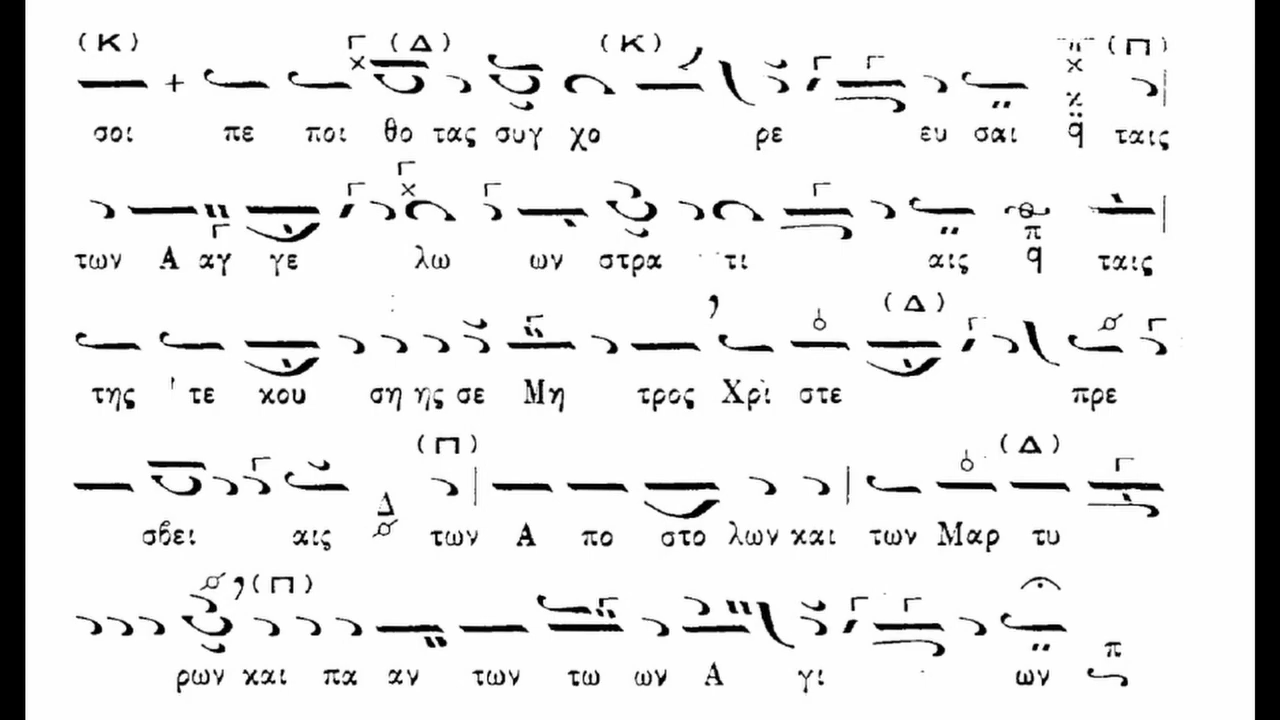 (Κ) (Δ) (Κ) (Π)
σοι πε ποι θο τας συγ χο ρε ευ σαι q ταις
των Α αγ γε λω ων στρα τι αις q ταις
(Δ)
της τε κου ση ης σε Μη τρος Χρι στε πρε
(Π) (Δ)
σβει αις Δ των Α πο στο λων και των Μαρ τυ
(Π)
ρων και πα αν των τω ων Α γι ων π